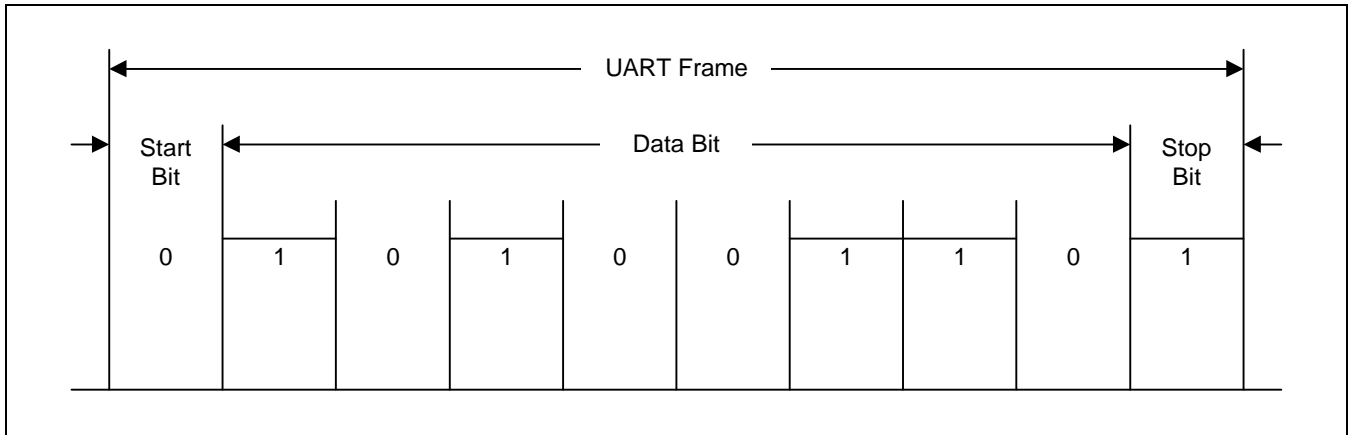 UART Frame
Start
Bit
Data Bit
Stop
Bit
0 1 0 1 0 0 1 1 0 1